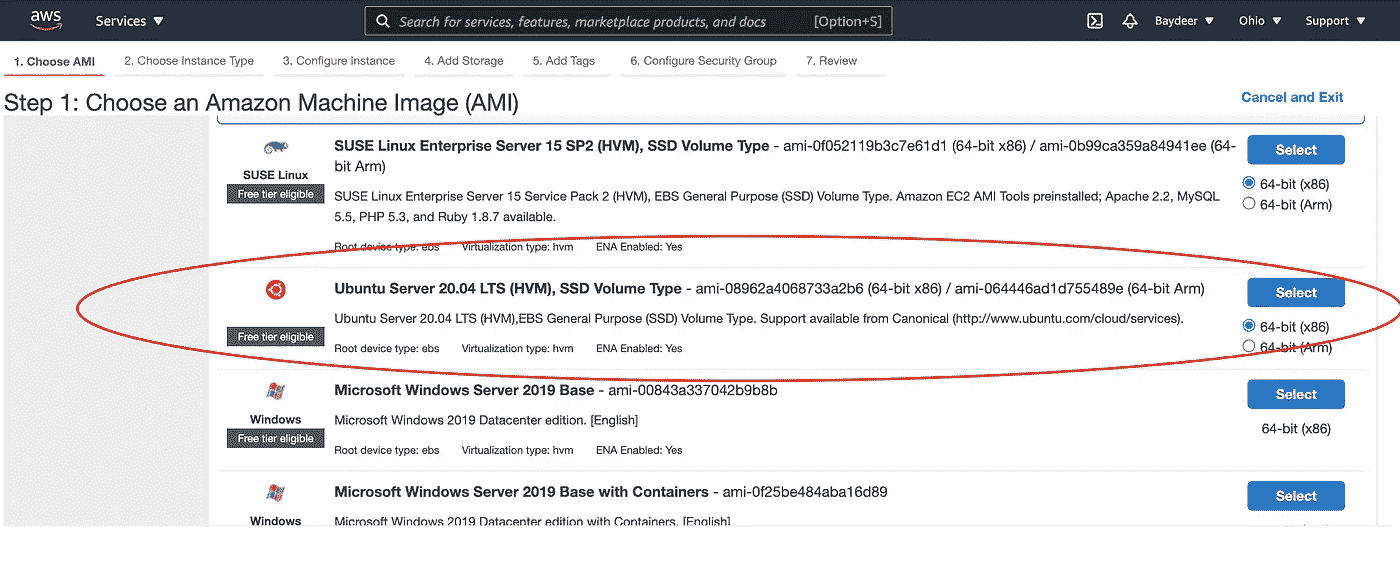 aws Services Search for services, features, marketplace products, and docs [Option+S] Baydeer Ohio Support
1. Choose AMI 2. Choose Instance Type 3. Configure Instance 4. Add Storage 5. Add Tags 6. Configure Security Group 7. Review
Step 1: Choose an Amazon Machine Image (AMI) Cancel and Exit
SUSE Linux
Free tier eligible
SUSE Linux Enterprise Server 15 SP2 (HVM), SSD Volume Type - ami-0f052119b3c7e61d1 (64-bit x86) / ami-0b99ca359a84941ee (64-
bit Arm)
SUSE Linux Enterprise Server 15 Service Pack 2 (HVM), EBS General Purpose (SSD) Volume Type. Amazon EC2 AMI Tools preinstalled; Apache 2.2, MySQL
5.5, PHP 5.3, and Ruby 1.8.7 available.
Root device type: ebs Virtualization type: hvm ENA Enabled: Yes
Select
64-bit (x86)
64-bit (Arm)
Free tier eligible
Ubuntu Server 20.04 LTS (HVM), SSD Volume Type - ami-08962a4068733a2b6 (64-bit x86) / ami-064446ad1d755489e (64-bit Arm)
Ubuntu Server 20.04 LTS (HVM),EBS General Purpose (SSD) Volume Type. Support available from Canonical (http://www.ubuntu.com/cloud/services).
Root device type: ebs Virtualization type: hvm ENA Enabled: Yes
Select
64-bit (x86)
64-bit (Arm)
Windows
Free tier eligible
Microsoft Windows Server 2019 Base - ami-00843a337042b9b8b
Microsoft Windows 2019 Datacenter edition. [English]
Root device type: ebs Virtualization type: hvm ENA Enabled: Yes
Select
64-bit (x86)
Windows
Microsoft Windows Server 2019 Base with Containers - ami-0f25be484aba16d89
Microsoft Windows 2019 Datacenter edition with Containers. [English]
Select